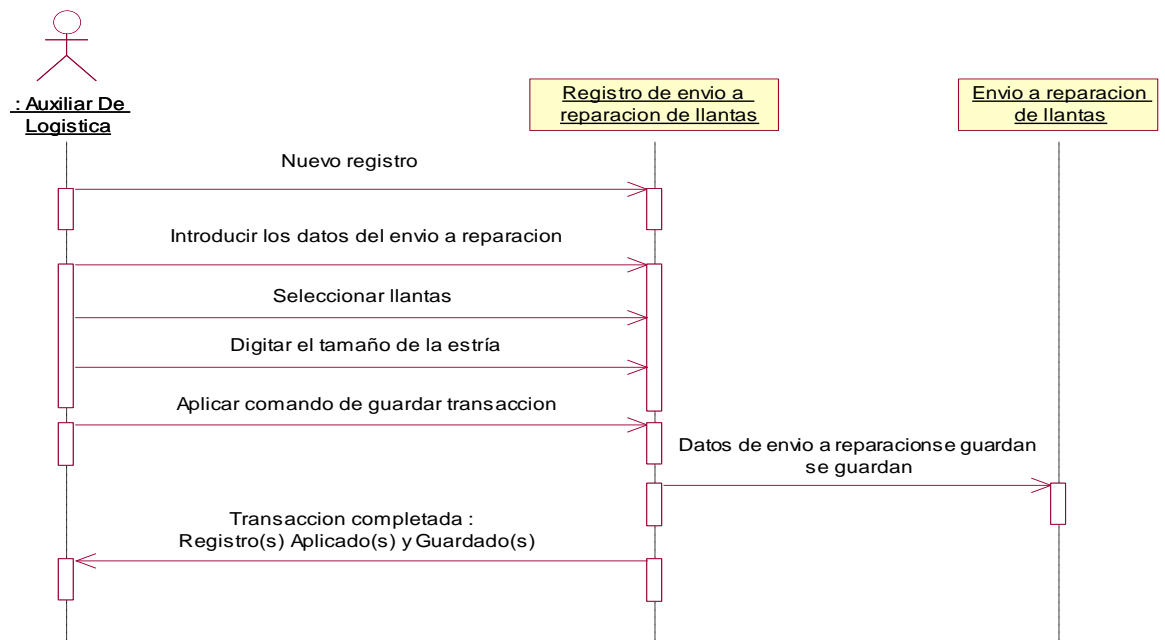 : Auxiliar De
Logistica
Registro de envio a
reparacion de llantas
Envio a reparacion
de llantas
Nuevo registro
Introducir los datos del envio a reparacion
Seleccionar llantas
Digitar el tamaño de la estría
Aplicar comando de guardar transaccion
Datos de envio a reparacionse guardan
se guardan
Transaccion completada :
Registro(s) Aplicado(s) y Guardado(s)